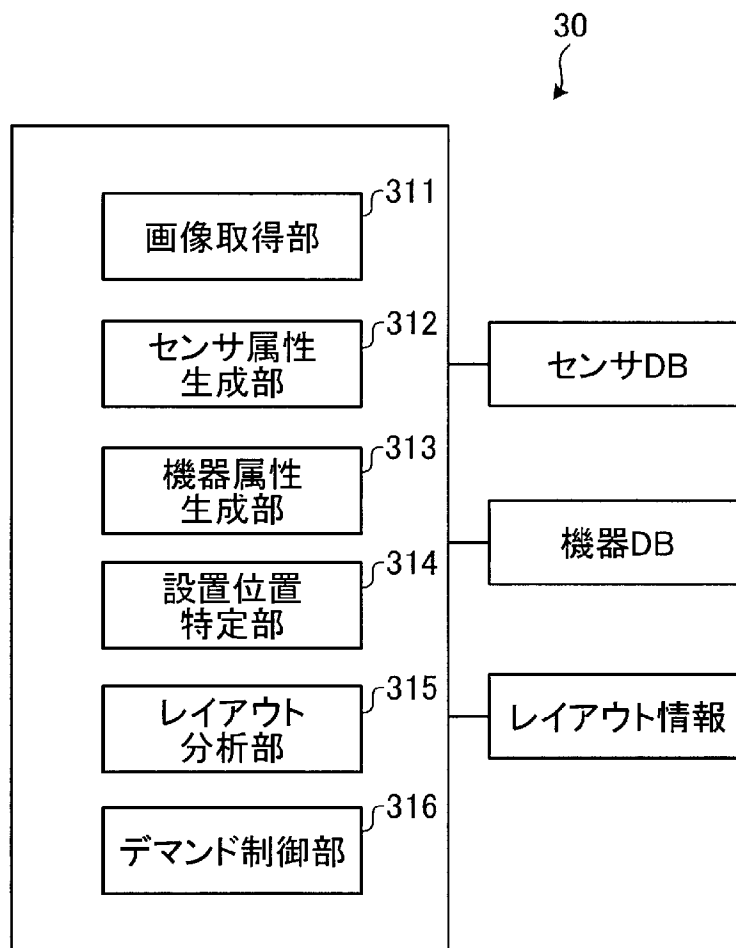 30
311
画像取得部
312
センサ属性
生成部
センサDB
313
機器属性
生成部
機器DB
314
設置位置
特定部
315
レイアウト
分析部
レイアウト情報
316
デマンド制御部